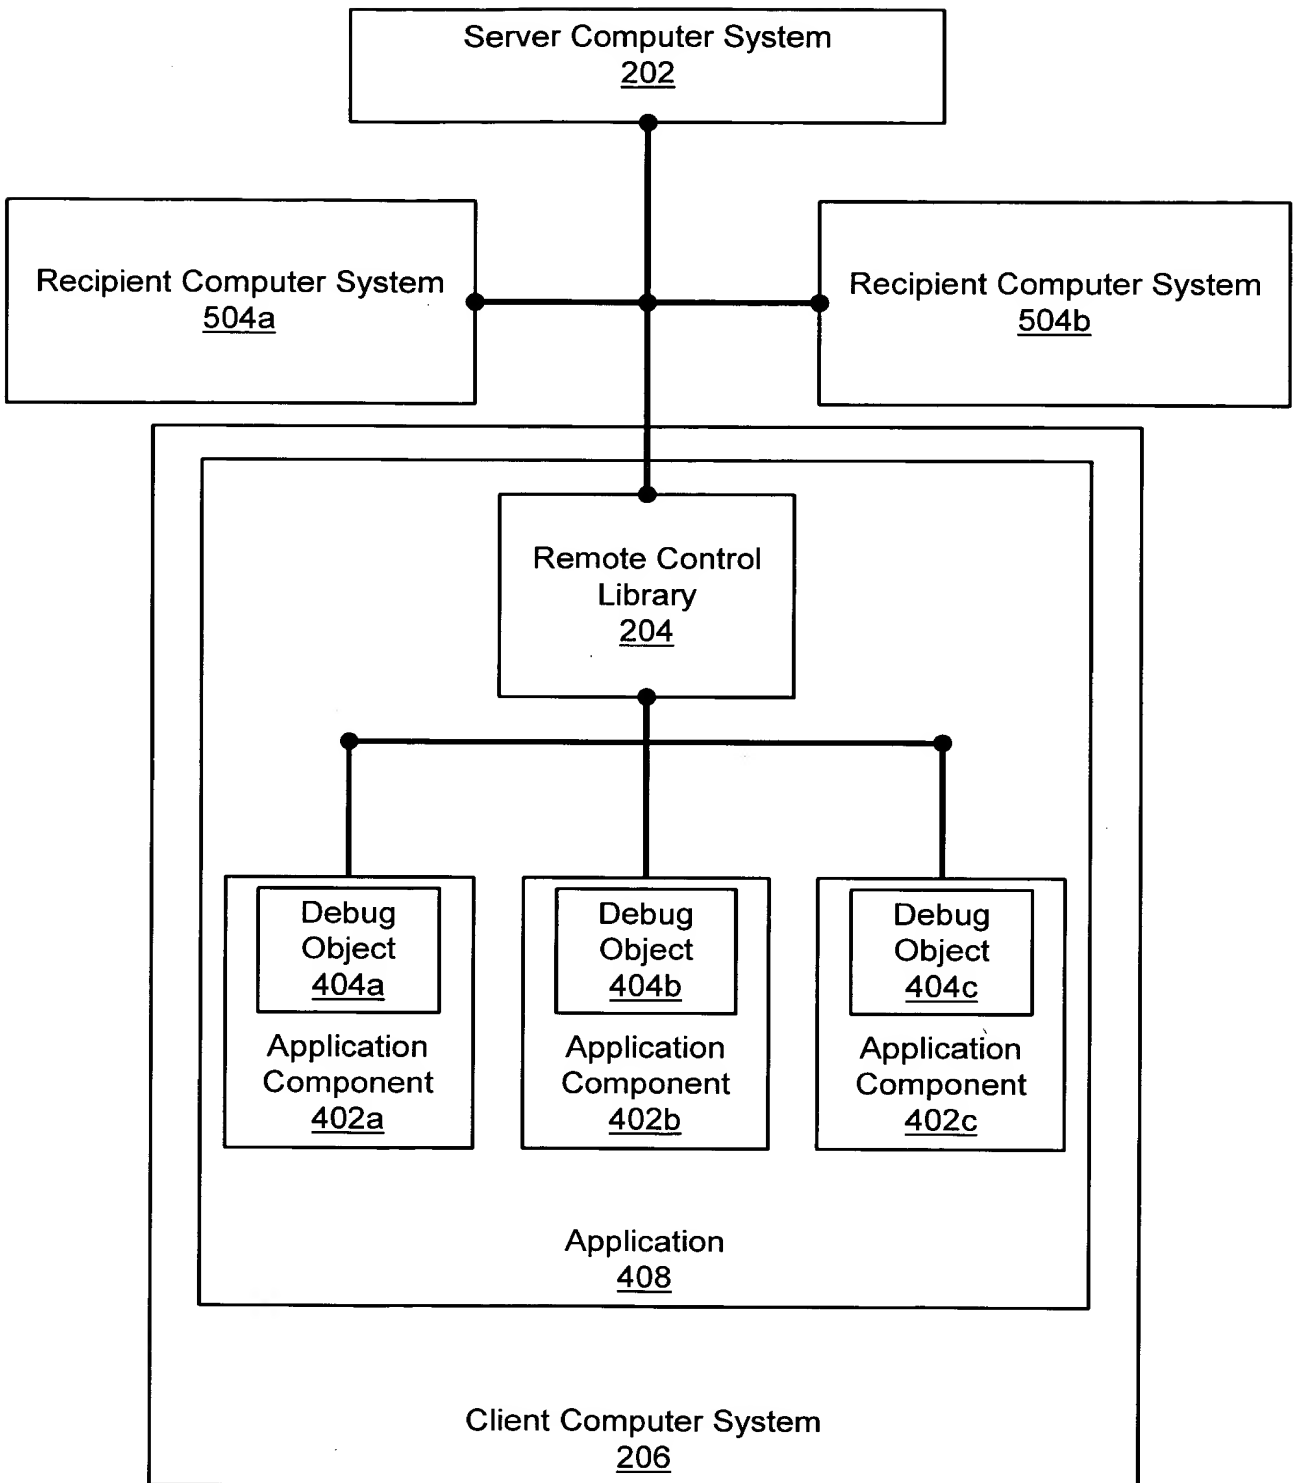 Server Computer System
202
Recipient Computer System
504a
Recipient Computer System
504b
Remote Control
Library
204
Debug
Object
404a
Application
Component
402a
Debug
Object
404b
Application
Component
402b
Debug
Object
404c
Application
Component
402c
Application
408
Client Computer System
206